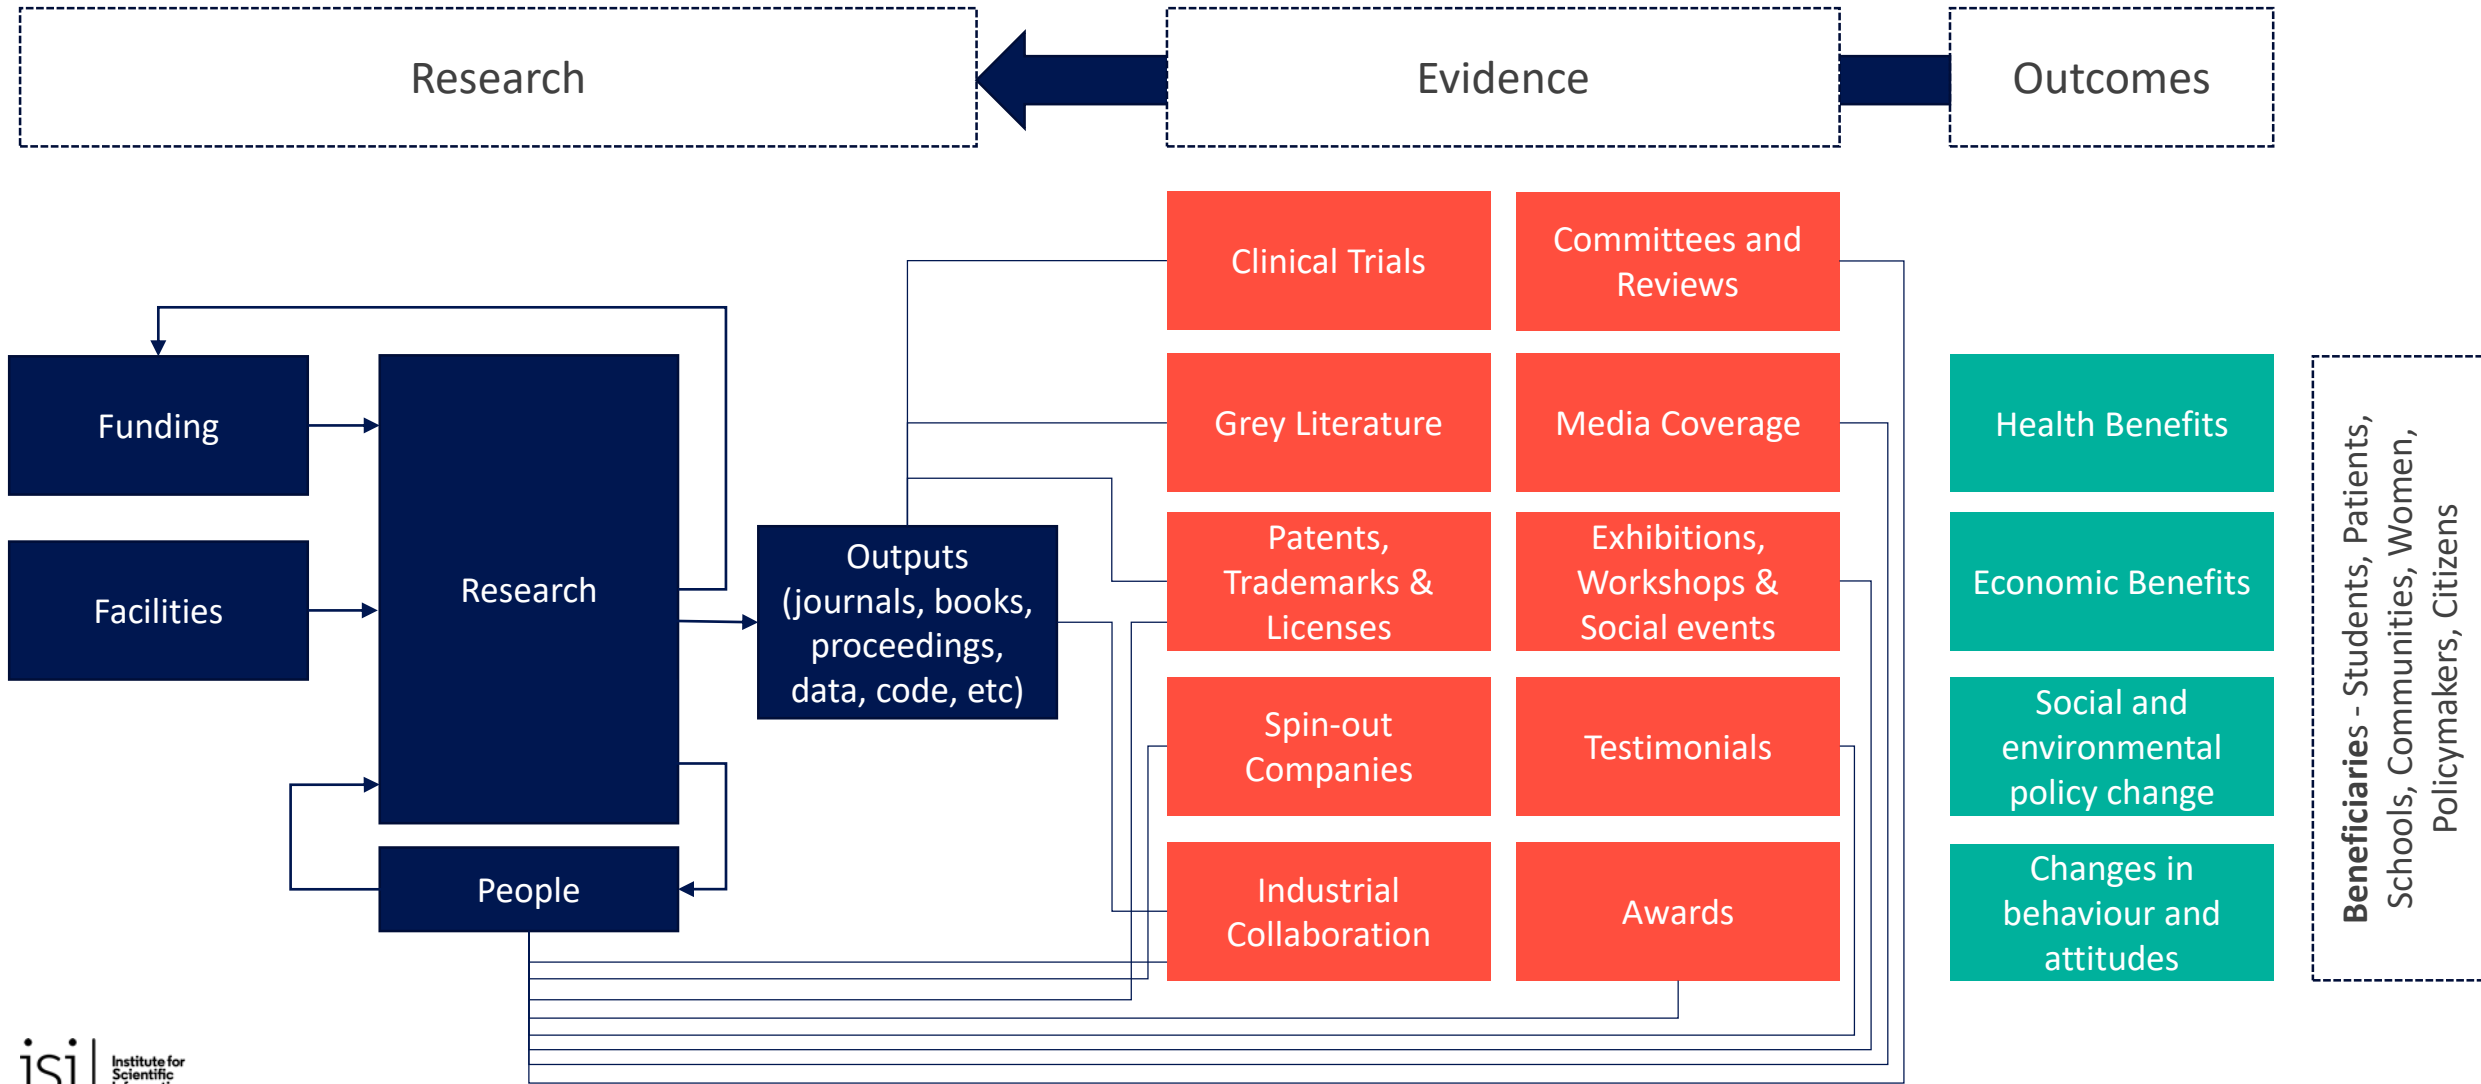 Research
Evidence
Outcomes
Clinical Trials
Committees and
Reviews
Funding
Grey Literature
Media Coverage
Health Benefits
Facilities
Research
Outputs
(journals, books,
proceedings,
data, code, etc)
Patents,
Trademarks &
Licenses
Exhibitions,
Workshops &
Social events
Economic Benefits
Spin-out
Companies
Testimonials
Social and
environmental
policy change
People
Industrial
Collaboration
Awards
Changes in
behaviour and
attitudes
Beneficiaries - Students, Patients,
Schools, Communities, Women,
Policymakers, Citizens
isi
Institute for
Scientific